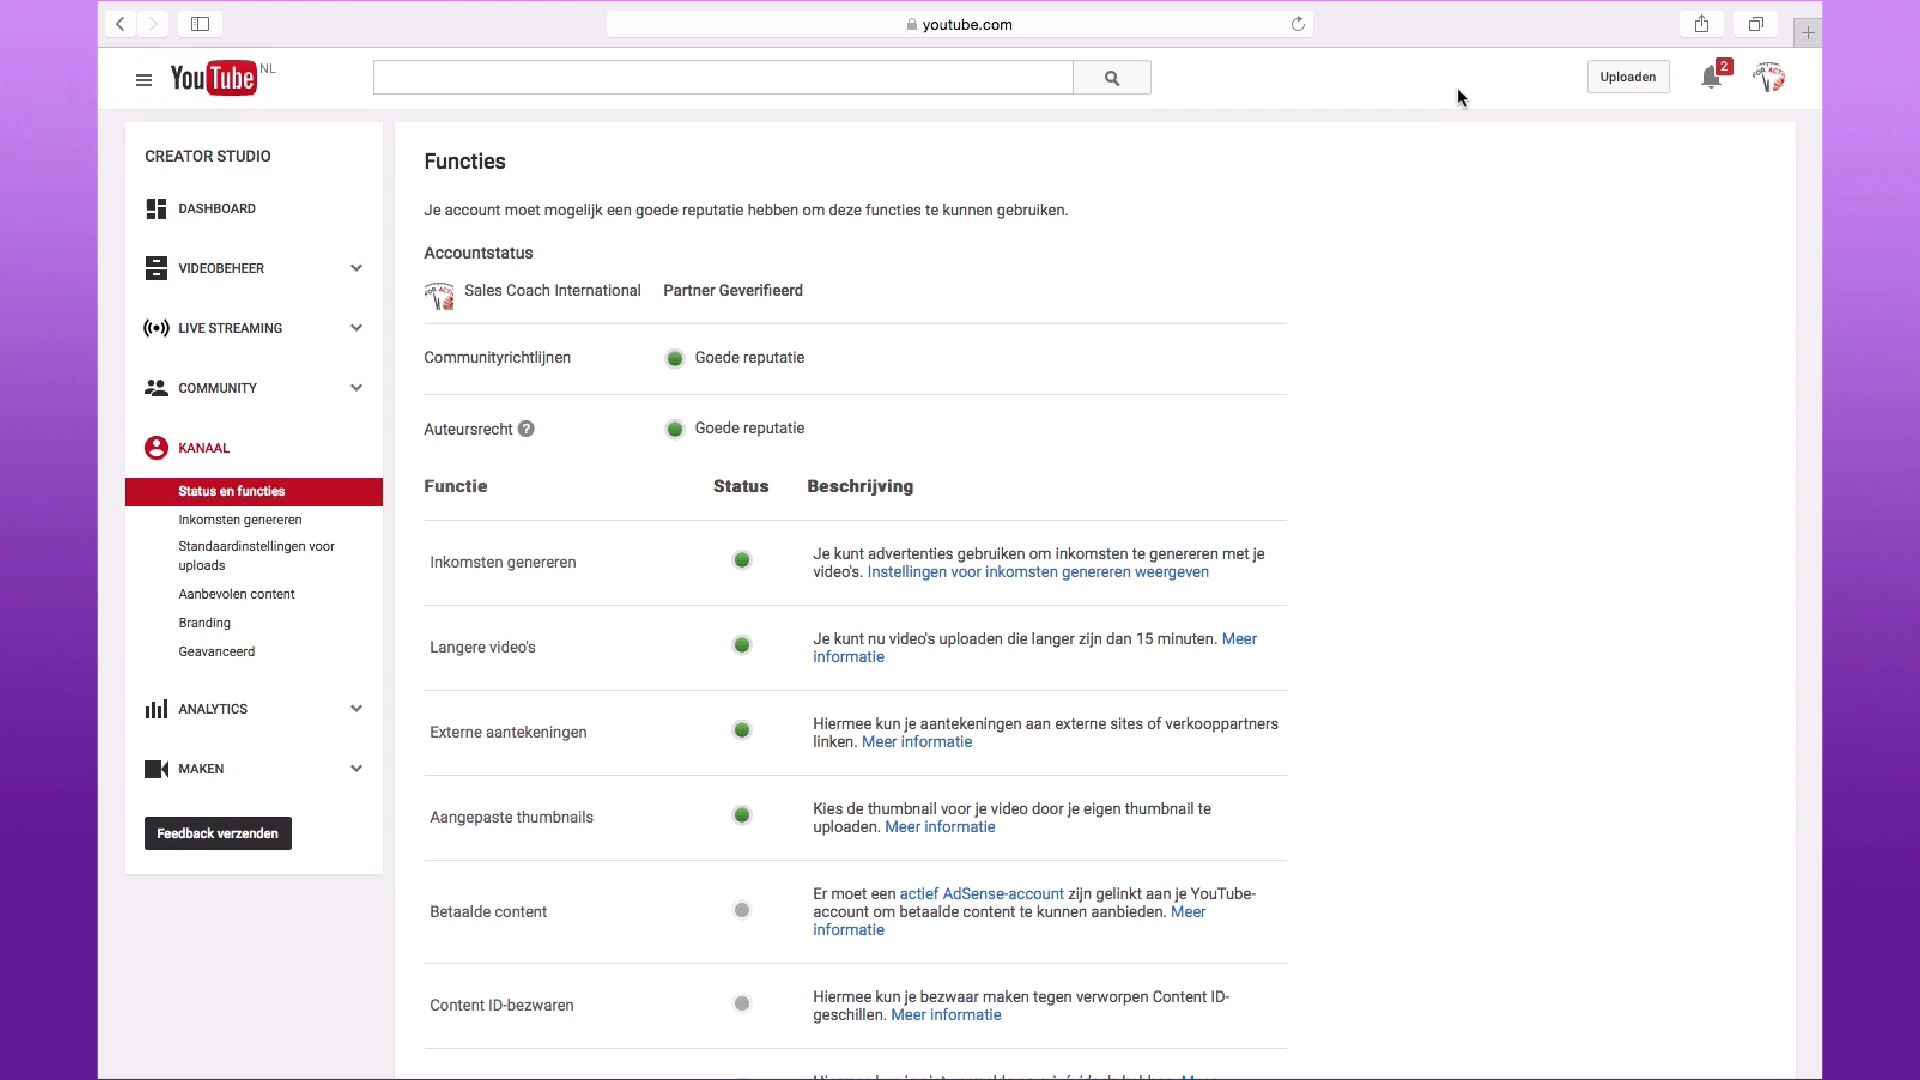 youtube.com
YouTube NL
Uploaden
2
CREATOR STUDIO
DASHBOARD
VIDEOBEHEER
LIVE STREAMING
COMMUNITY
KANAAL
Status en functies
Inkomsten genereren
Standaardinstellingen voor
uploads
Aanbevolen content
Branding
Geavanceerd
ANALYTICS
MAKEN
Feedback verzenden
Functies
Je account moet mogelijk een goede reputatie hebben om deze functies te kunnen gebruiken.
Accountstatus
Sales Coach International Partner Geverifieerd
Communityrichtlijnen Goede reputatie
Auteursrecht ? Goede reputatie
Functie Status Beschrijving
Inkomsten genereren
Je kunt advertenties gebruiken om inkomsten te genereren met je
video's. Instellingen voor inkomsten genereren weergeven
Langere video's
Je kunt nu video's uploaden die langer zijn dan 15 minuten. Meer
informatie
Externe aantekeningen
Hiermee kun je aantekeningen aan externe sites of verkooppartners
linken. Meer informatie
Aangepaste thumbnails
Kies de thumbnail voor je video door je eigen thumbnail te
uploaden. Meer informatie
Betaalde content
Er moet een actief AdSense-account zijn gelinkt aan je YouTube-
account om betaalde content te kunnen aanbieden. Meer
informatie
Content ID-bezwaren
Hiermee kun je bezwaar maken tegen verworpen Content ID-
geschillen. Meer informatie